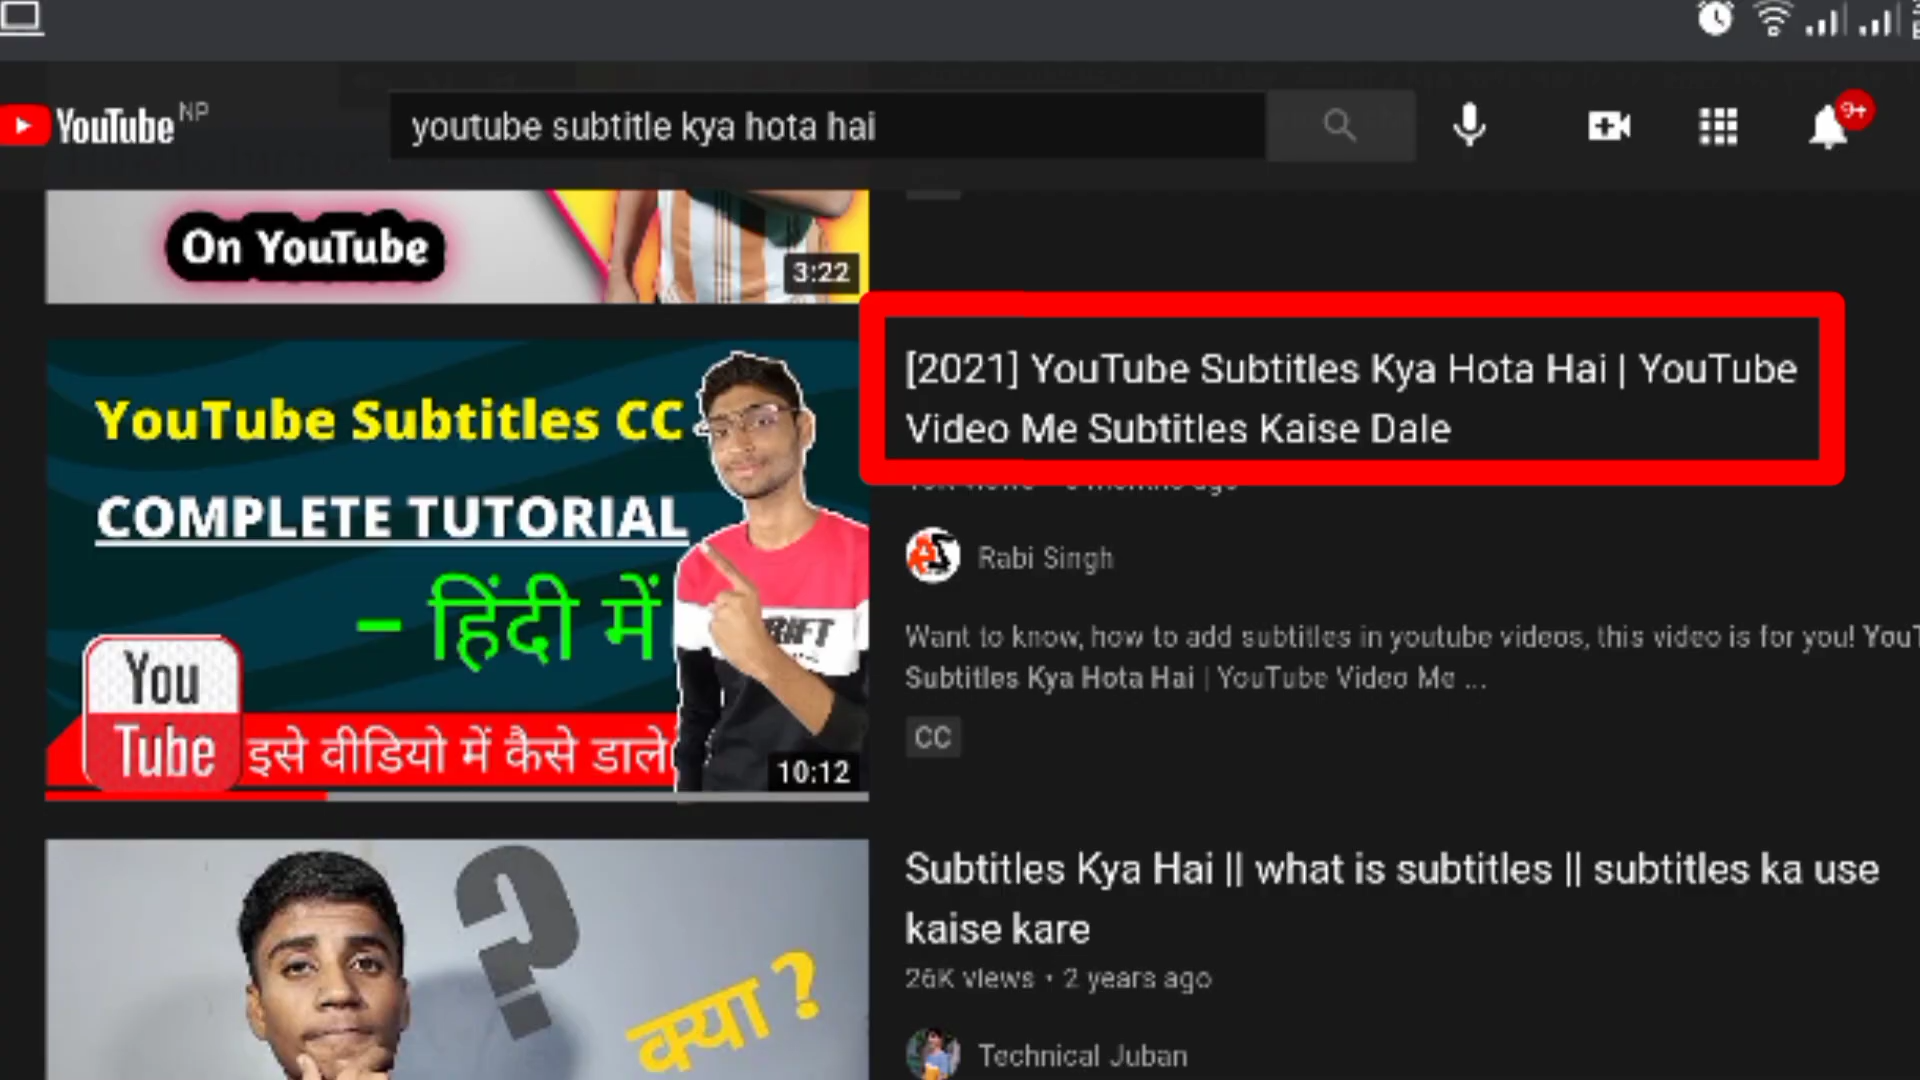 YouTube NP
youtube subtitle kya hota hai
9+
On YouTube
3:22
[2021] YouTube Subtitles Kya Hota Hai | YouTube
Video Me Subtitles Kaise Dale
YouTube Subtitles CC
COMPLETE TUTORIAL
- हिंदी में
You
Tube
इसे वीडियो में कैसे डाले
10:12
Rabi Singh
Want to know, how to add subtitles in youtube videos, this video is for you!
Subtitles Kya Hota Hai | YouTube Video Me ...
CC
क्या ?
Subtitles Kya Hai || what is subtitles || subtitles ka use
kaise kare
26K views • 2 years ago
Technical Juban